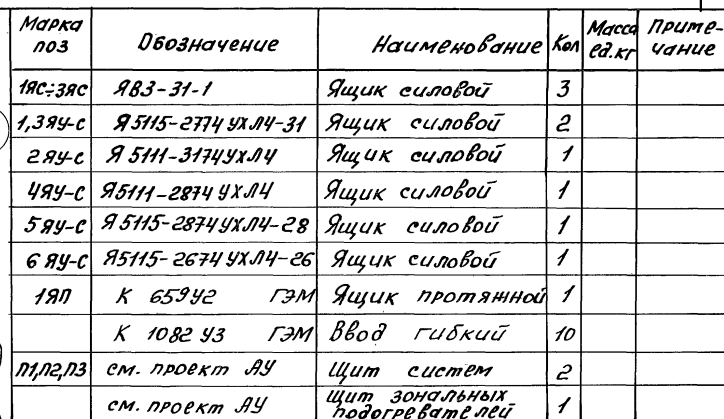 Марка поз Обозначение Наименование Кол Масса ед.кг Примечание
1ЯС÷3ЯС ЯВ3-31-1 Ящик силовой 3
1,3ЯУ-С Я5115-2774 УХЛ4-31 Ящик силовой 2
2ЯУ-С Я 5111-3174УХЛ4 Ящик силовой 1
4ЯУ-С Я5111-2874 УХЛ4 Ящик силовой 1
5ЯУ-С Я5115-2874 УХЛ4-28 Ящик силовой 1
6 ЯУ-С Я5115-2674 УХЛ4-26 Ящик силовой 1
1ЯП К 659У2 ГЭМ Ящик протяжной 1
К 1082 У3 ГЭМ Ввод гибкий 10
П1,П2,П3 см. проект АУ Щит систем 2
см. проект АУ Щит зональных подогревателей 1